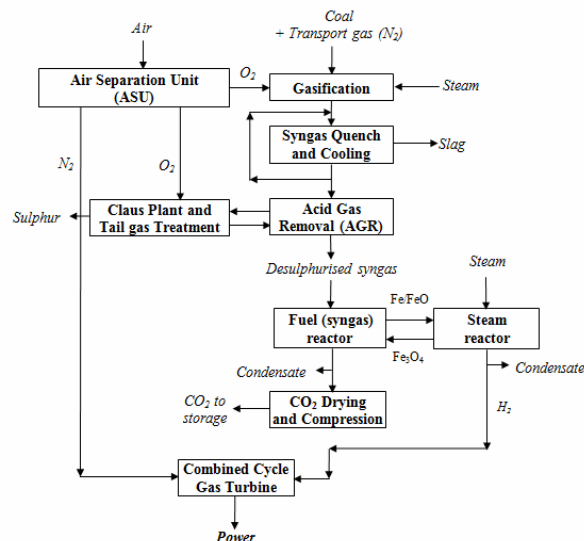 Air
Coal
+ Transport gas (N₂)
Air Separation Unit
(ASU)
O₂
Gasification
Steam
Syngas Quench
and Cooling
Slag
N₂
O₂
Sulphur
Claus Plant and
Tail gas Treatment
Acid Gas
Removal (AGR)
Desulphurised syngas
Steam
Fuel (syngas)
reactor
Fe/FeO
Fe₃O₄
Steam
reactor
Condensate
Condensate
CO₂ to
storage
CO₂ Drying
and Compression
H₂
Combined Cycle
Gas Turbine
Power